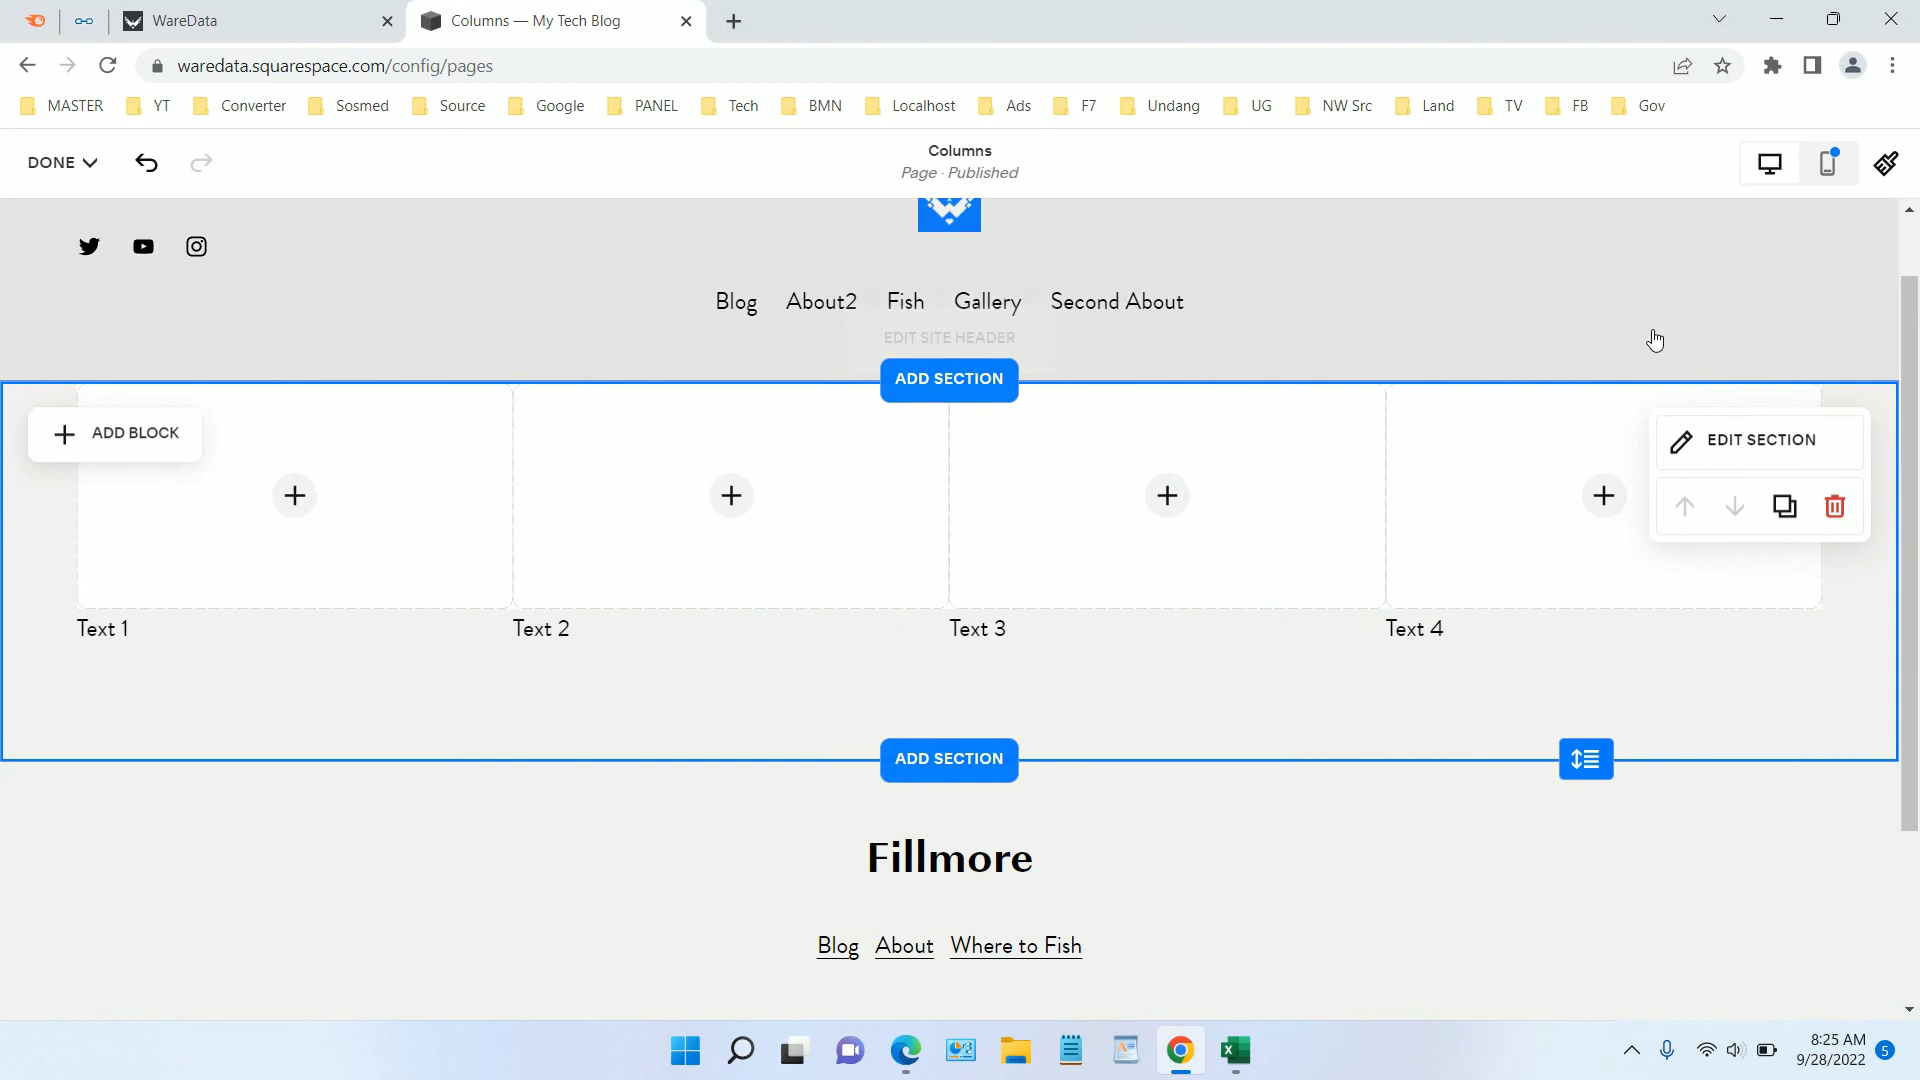 WareData
Columns — My Tech Blog
waredata.squarespace.com/config/pages
MASTER YT Converter Sosmed Source Google PANEL Tech BMN Localhost Ads F7 Undang UG NW Src Land TV FB Gov
DONE
Columns
Page · Published
Blog About2 Fish Gallery Second About
EDIT SITE HEADER
ADD SECTION
ADD BLOCK
EDIT SECTION
Text 1 Text 2 Text 3 Text 4
ADD SECTION
Fillmore
Blog About Where to Fish
8:25 AM
9/28/2022 5